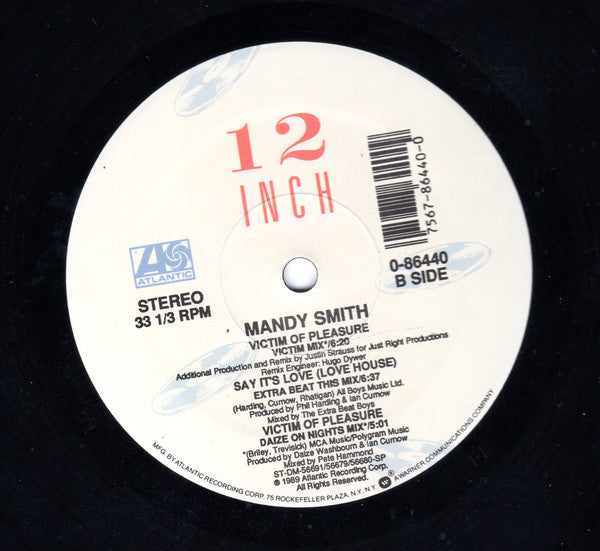 12
INCH
7567-86440-0
ATLANTIC
STEREO
33 1/3 RPM
0-86440
B SIDE
MANDY SMITH
VICTIM OF PLEASURE
VICTIM MIX*/6:20
Additional Production and Remix by Justin Strauss for Just Right Productions
Remix Engineer: Hugo Dywer
SAY IT'S LOVE (LOVE HOUSE)
EXTRA BEAT THIS MIX/6:37
(Harding, Curnow, Rhatigan) All Boys Music Ltd.
Produced by Phil Harding & Ian Curnow
Mixed by The Extra Beat Boys
VICTIM OF PLEASURE
DAIZE ON NIGHTS MIX*/5:01
*(Briley, Trevisick) MCA Music/Polygram Music
Produced by Daize Washbourn & Ian Curnow
Mixed by Pete Hammond
ST-DM-56691/56679/56680-SP
℗ 1989 Atlantic Recording Corp.
All Rights Reserved.
MFG. BY ATLANTIC RECORDING CORP. 75 ROCKEFELLER PLAZA, N.Y. N.Y. A WARNER COMMUNICATIONS COMPANY